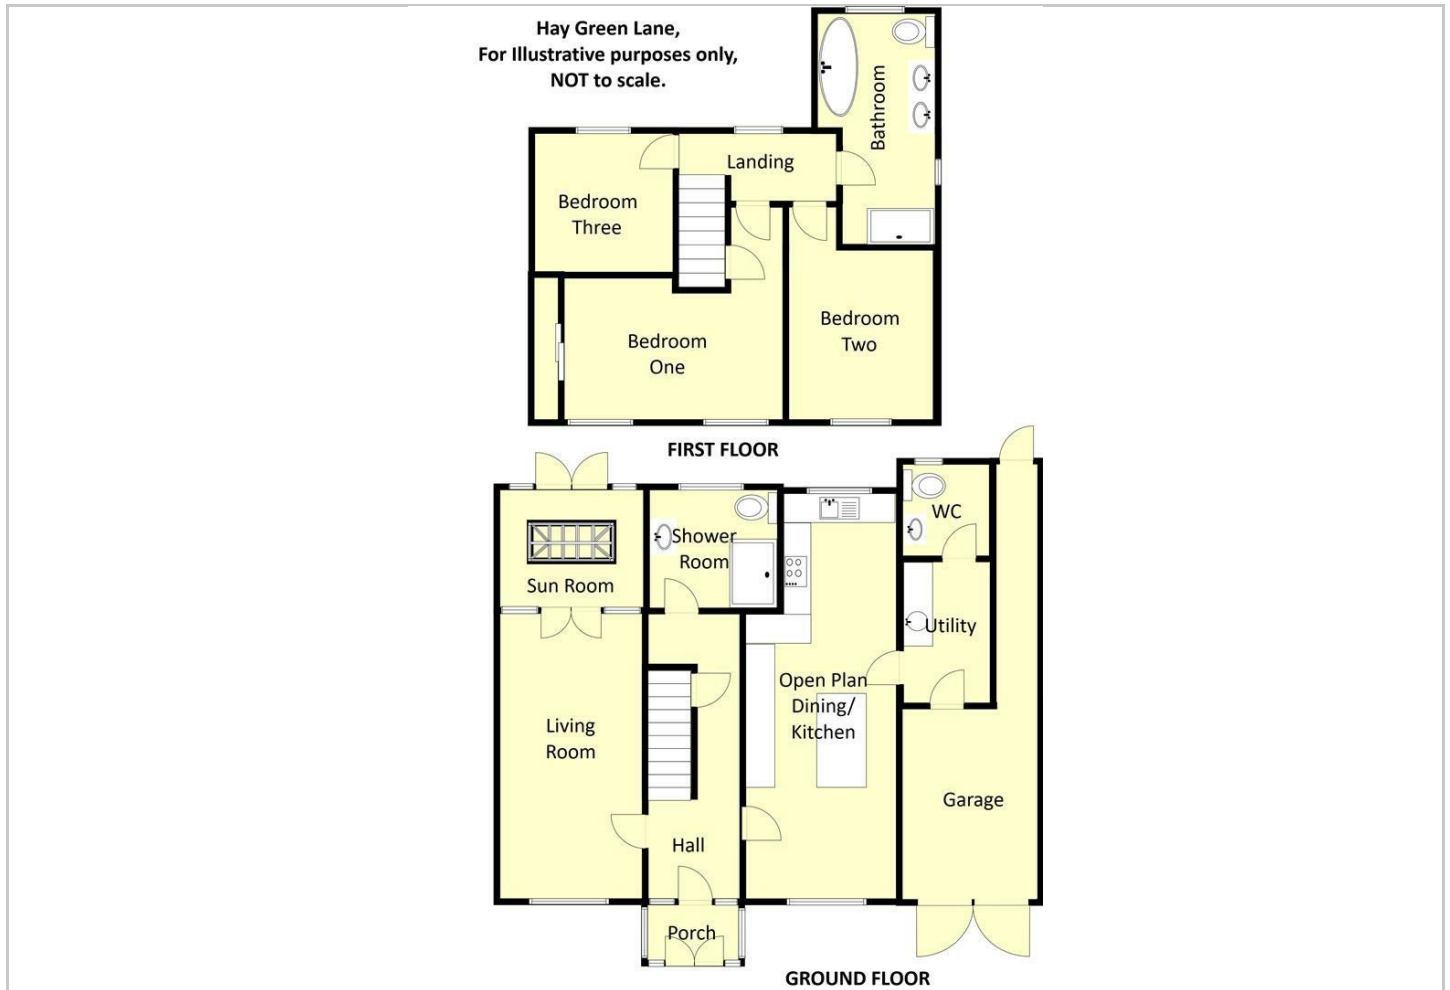 Hay Green Lane,
For Illustrative purposes only,
NOT to scale.
Bathroom
Landing
Bedroom
Three
Bedroom
One
Bedroom
Two
FIRST FLOOR
Sun Room
Shower
Room
WC
Utility
Open Plan
Dining/
Kitchen
Living
Room
Hall
Garage
Porch
GROUND FLOOR